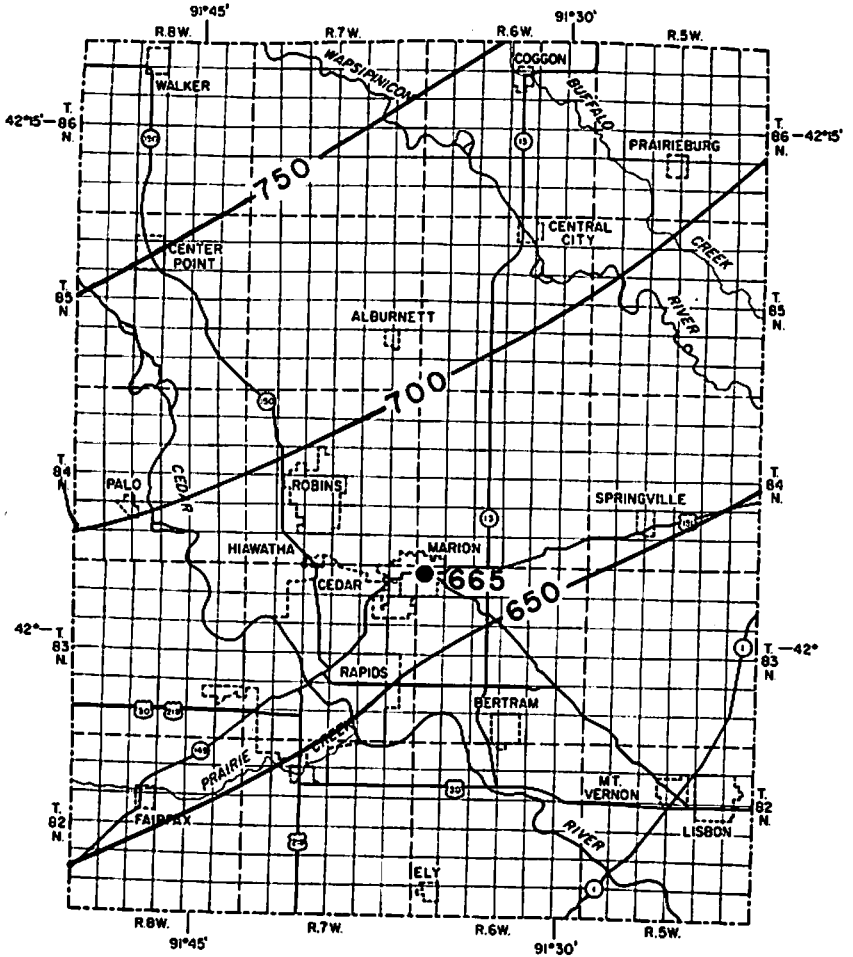 91°45' 91°30'
R.8W. R.7W. R.6W. R.5W.
WAPSIPINICON
COGGON
WALKER
BUFFALO
42°15'
T.
86
N.
T.
86
N.
42°15'
PRAIRIEBURG
13
750
CENTRAL
CITY
CREEK
CENTER
POINT
T.
85
N.
T.
85
N.
RIVER
ALBURNETT
700
150
T.
84
N.
T.
84
N.
CEDAR
PALO
ROBINS
SPRINGVILLE
13
151
HIAWATHA
MARION
CEDAR
665
650
42°
T.
83
N.
1
T.
83
N.
42°
RAPIDS
BERTRAM
30 218
149
PRAIRIE CREEK
30
MT.
VERNON
T.
82
N.
T.
82
N.
FAIRFAX
LISBON
RIVER
218
ELY
1
R.8W. R.7W. R.6W. R.5W.
91°45' 91°30'